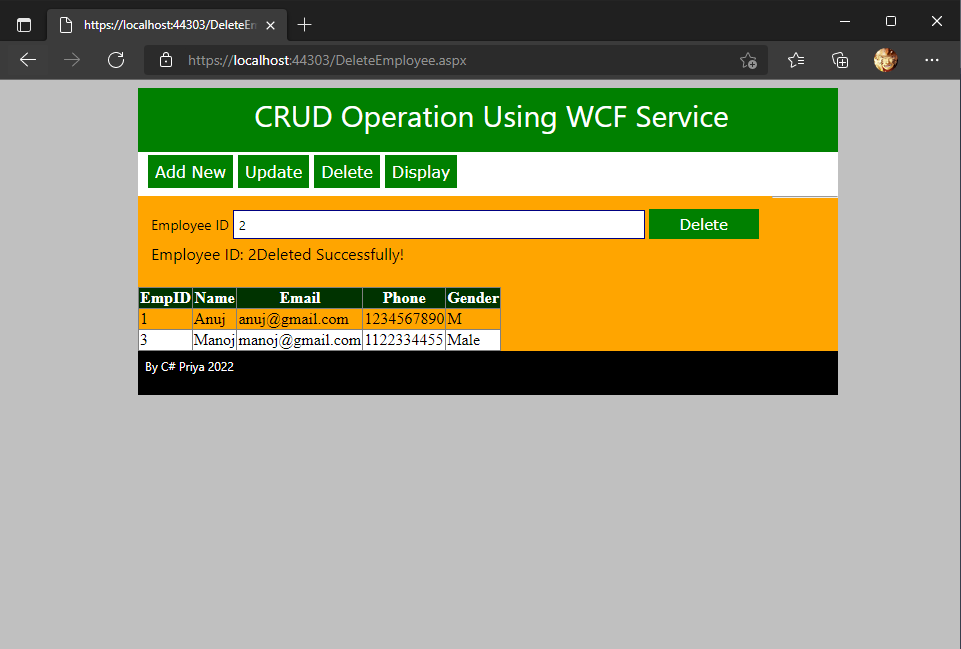 https://localhost:44303/DeleteEn
https://localhost:44303/DeleteEmployee.aspx
CRUD Operation Using WCF Service
Add New Update Delete Display
Employee ID 2 Delete
Employee ID: 2Deleted Successfully!
EmpID Name Email Phone Gender
1 Anuj anuj@gmail.com 1234567890 M
3 Manoj manoj@gmail.com 1122334455 Male
By C# Priya 2022